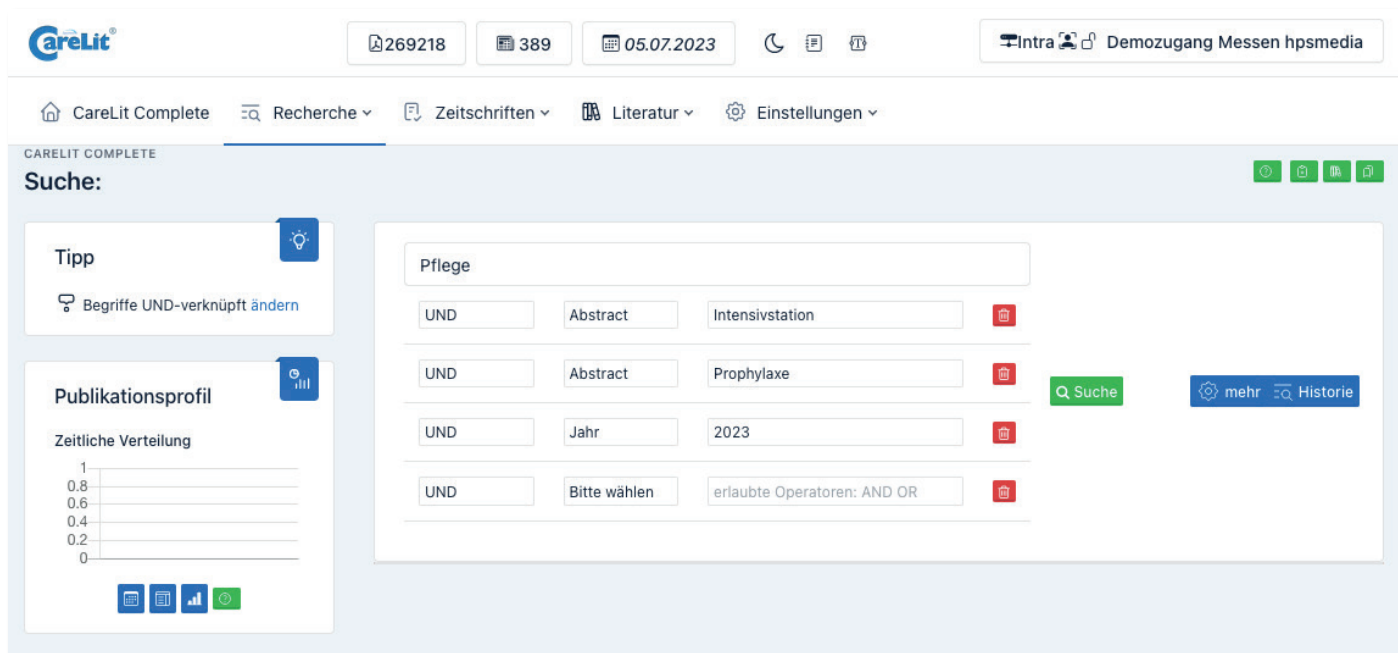 CareLit®
269218
389
05.07.2023
Intra Demozugang Messen hpsmedia
CareLit Complete
Recherche
Zeitschriften
Literatur
Einstellungen
CARELIT COMPLETE
Suche:
Tipp
Begriffe UND-verknüpft ändern
Publikationsprofil
Zeitliche Verteilung
1
0.8
0.6
0.4
0.2
0
Pflege
UND Abstract Intensivstation
UND Abstract Prophylaxe
UND Jahr 2023
UND Bitte wählen erlaubte Operatoren: AND OR
Suche
mehr Historie